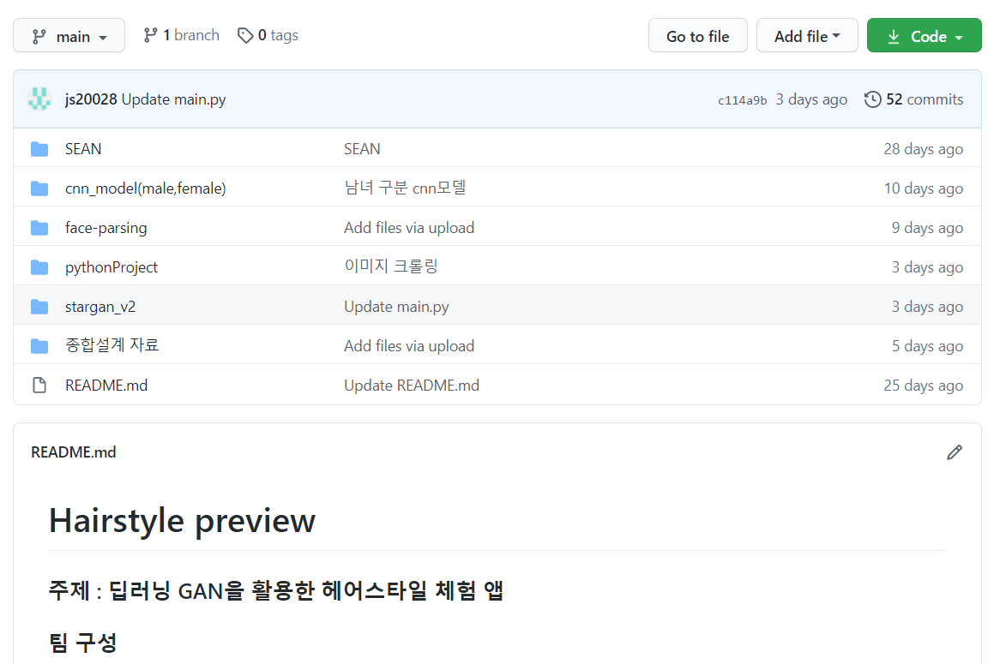 main 1 branch 0 tags Go to file Add file Code
js20028 Update main.py c114a9b 3 days ago 52 commits
SEAN SEAN 28 days ago
cnn_model(male,female) 남녀 구분 cnn모델 10 days ago
face-parsing Add files via upload 9 days ago
pythonProject 이미지 크롤링 3 days ago
stargan_v2 Update main.py 3 days ago
종합설계 자료 Add files via upload 5 days ago
README.md Update README.md 25 days ago
README.md
Hairstyle preview
주제 : 딥러닝 GAN을 활용한 헤어스타일 체험 앱
팀 구성